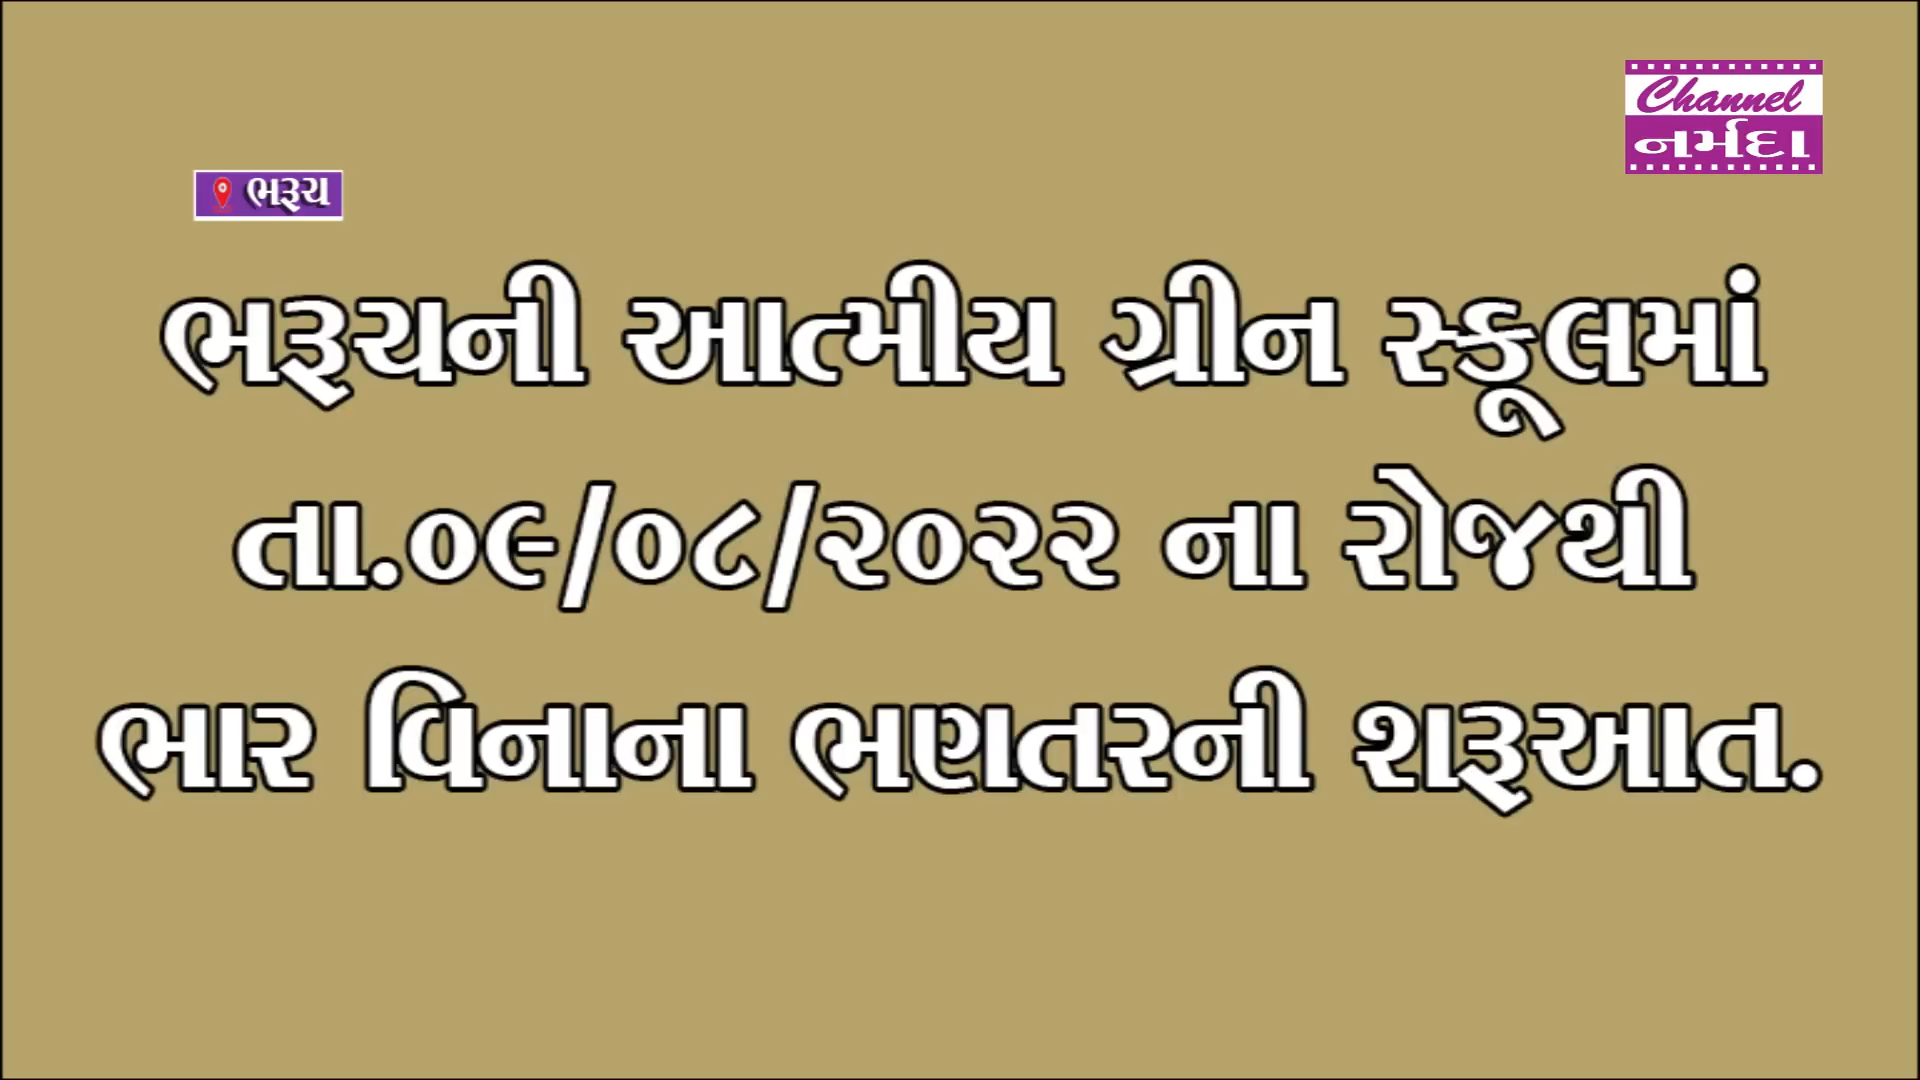 Channel
નર્મદા
ભરૂચ
ભરૂચની આત્મીય ગ્રીન સ્કૂલમાં
તા.૦૯/૦૮/૨૦૨૨ ના રોજથી
ભાર વિનાના ભણતરની શરૂઆત.